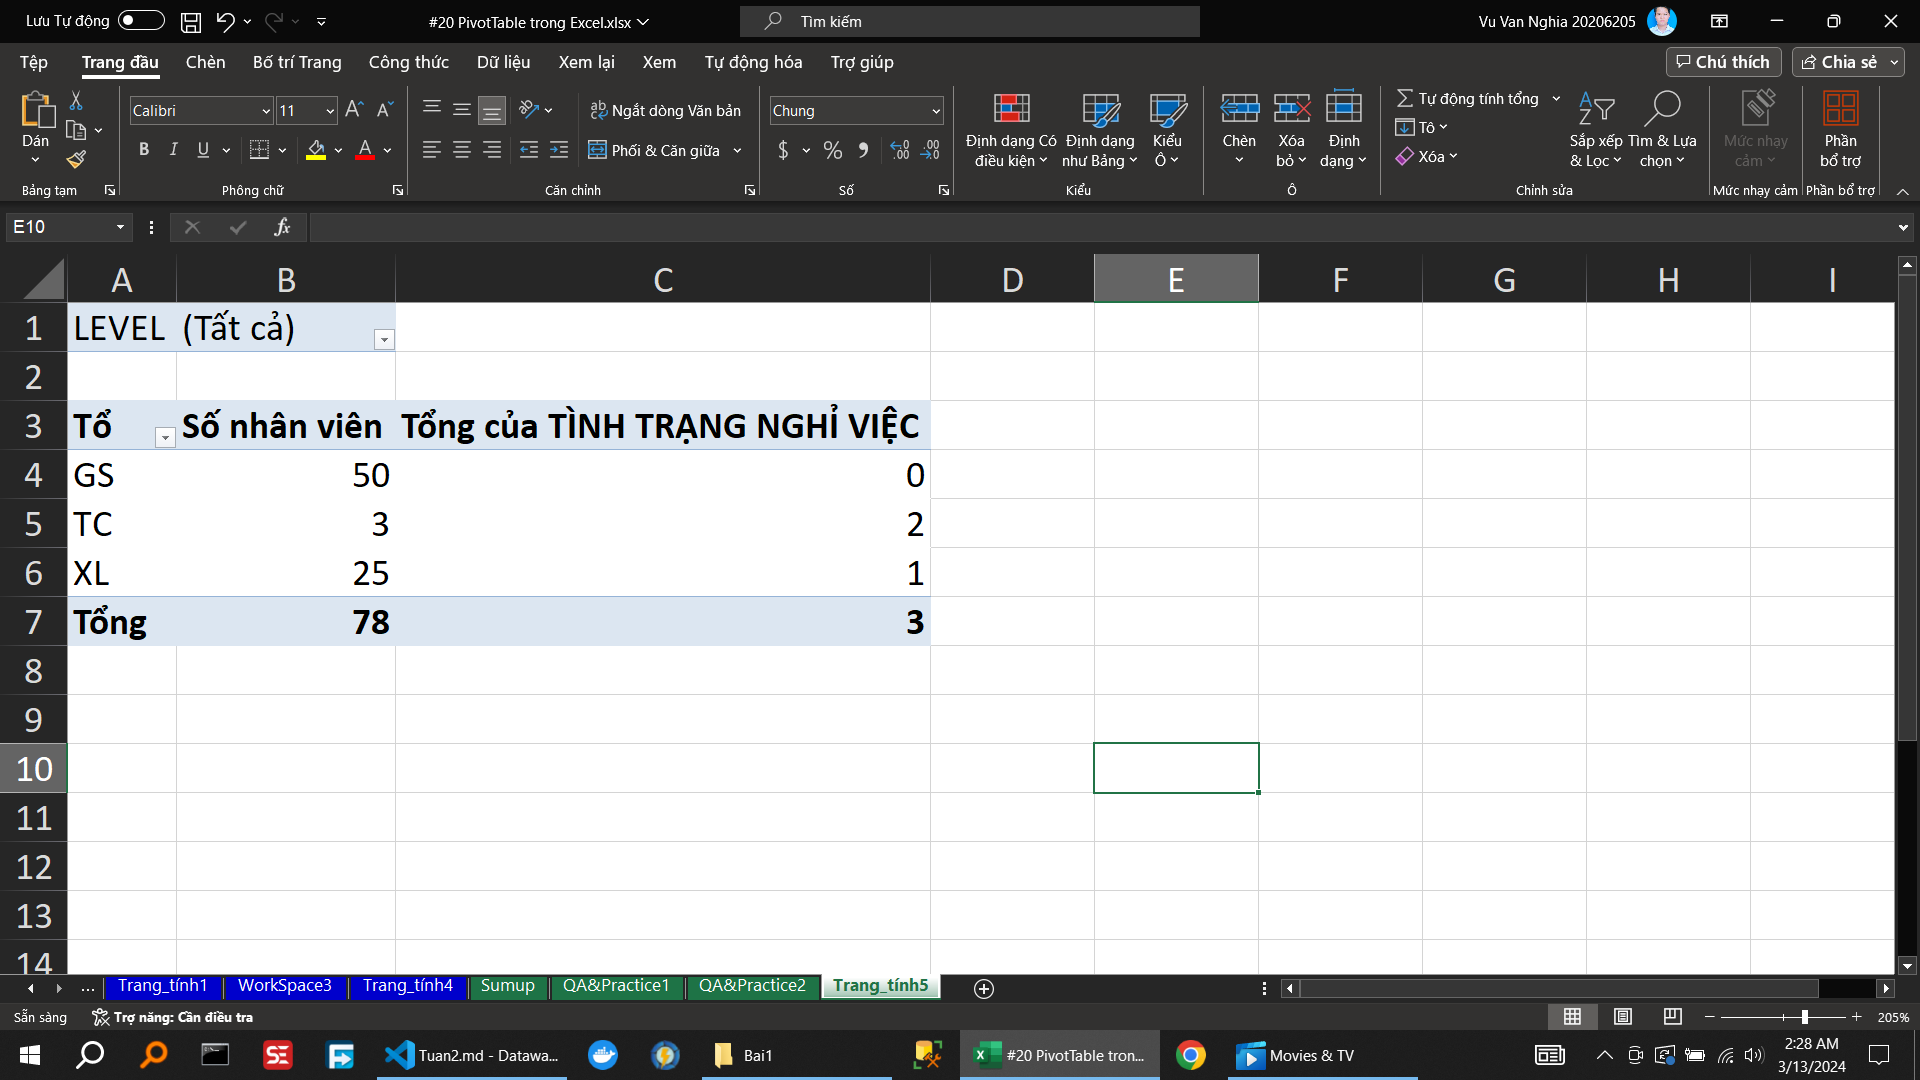 Lưu Tự động
#20 PivotTable trong Excel.xlsx
Tìm kiếm
Vu Van Nghia 20206205
Tệp
Trang đầu
Chèn
Bố trí Trang
Công thức
Dữ liệu
Xem lại
Xem
Tự động hóa
Trợ giúp
Chú thích
Chia sẻ
Dán
Bảng tạm
Calibri
11
B I U
A
Phông chữ
ab Ngắt dòng Văn bản
Phối & Căn giữa
Căn chỉnh
Chung
$ %
Số
Định dạng Có
điều kiện
Định dạng
như Bảng
Kiểu
Ô
Kiểu
Chèn
Xóa
bỏ
Định
dạng
Ô
Tự động tính tổng
Tô
Xóa
Sắp xếp
& Lọc
Tìm & Lựa
chọn
Chỉnh sửa
Mức nhạy
cảm
Mức nhạy cảm
Phần
bổ trợ
Phần bổ trợ
E10
fx
A B C D E F G H I
1 LEVEL (Tất cả)
2
3 Tổ Số nhân viên Tổng của TÌNH TRẠNG NGHỈ VIỆC
4 GS 50 0
5 TC 3 2
6 XL 25 1
7 Tổng 78 3
8
9
10
11
12
13
14
... Trang_tính1 WorkSpace3 Trang_tính4 Sumup QA&Practice1 QA&Practice2 Trang_tính5
Sẵn sàng
Trợ năng: Cần điều tra
205%
Tuan2.md - Datawa...
Bai1
#20 PivotTable tron...
Movies & TV
2:28 AM
3/13/2024